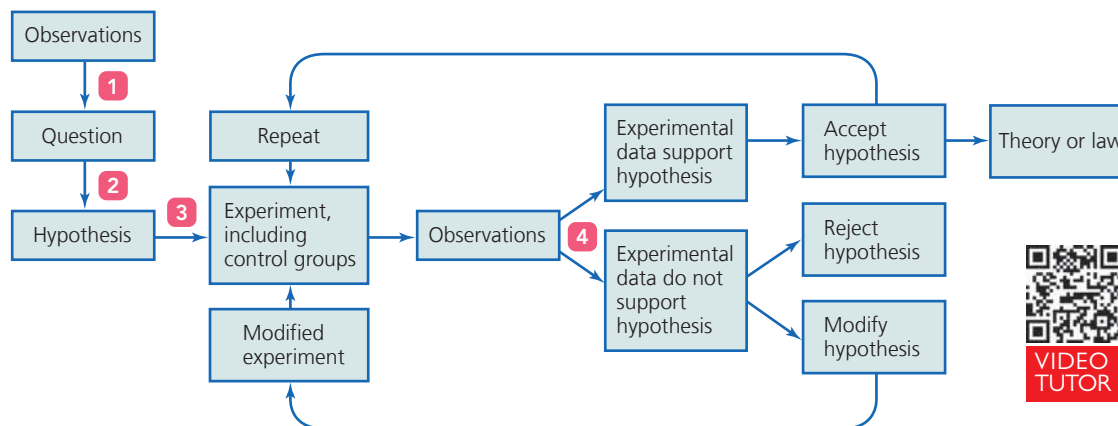 Observations
1
Question
2
Hypothesis
3
Repeat
Experiment,
including
control groups
Modified
experiment
Observations
4
Experimental
data support
hypothesis
Experimental
data do not
support
hypothesis
Accept
hypothesis
Reject
hypothesis
Modify
hypothesis
Theory or law
VIDEO
TUTOR